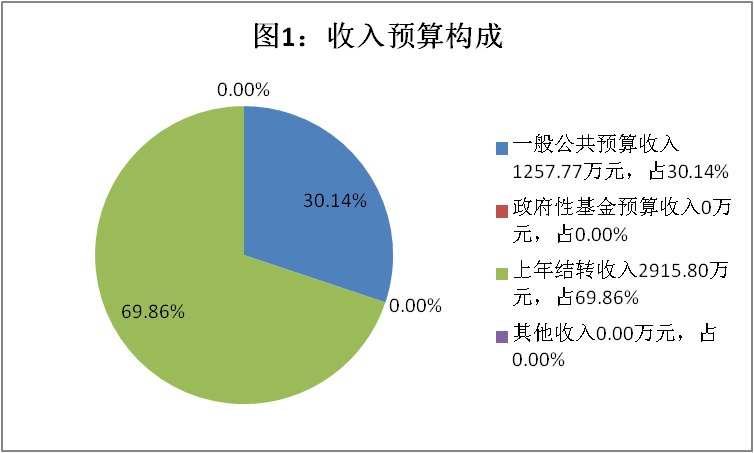 图1：收入预算构成
0.00%
30.14%
0.00%
69.86%
一般公共预算收入
1257.77万元，占30.14%
政府性基金预算收入0万
元，占0.00%
上年结转收入2915.80万
元，占69.86%
其他收入0.00万元，占
0.00%